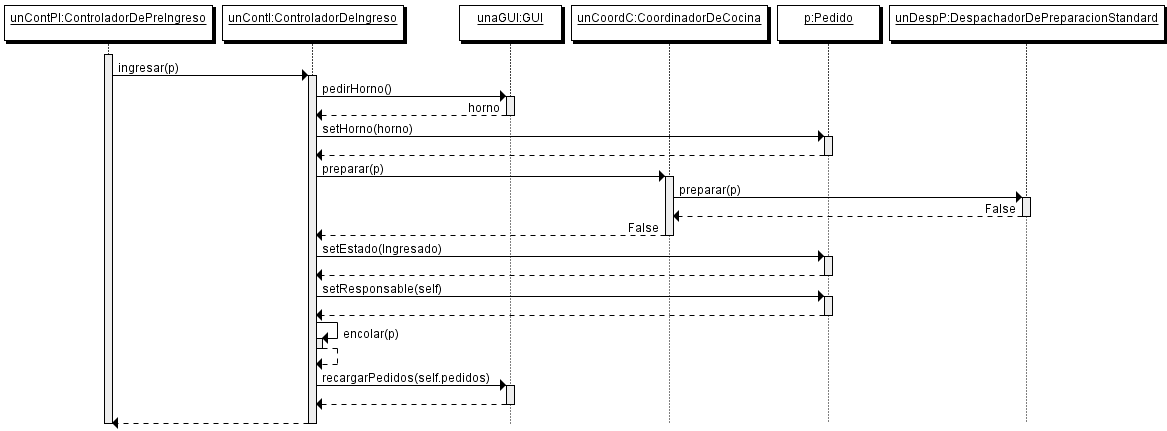 unContPI:ControladorDePreIngreso
unContI:ControladorDeIngreso
unaGUI:GUI
unCoordC:CoordinadorDeCocina
p:Pedido
unDespP:DespachadorDePreparacionStandard
ingresar(p)
pedirHorno()
horno
setHorno(horno)
preparar(p)
preparar(p)
False
False
setEstado(Ingresado)
setResponsable(self)
encolar(p)
recargarPedidos(self.pedidos)